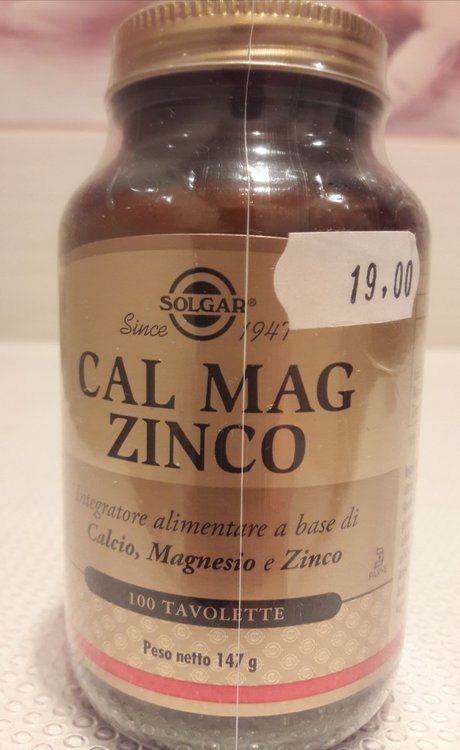 19.00
SOLGAR®
Since 1947
CAL MAG
ZINCO
Integratore alimentare a base di
Calcio, Magnesio e Zinco
100 TAVOLETTE
Peso netto 147 g